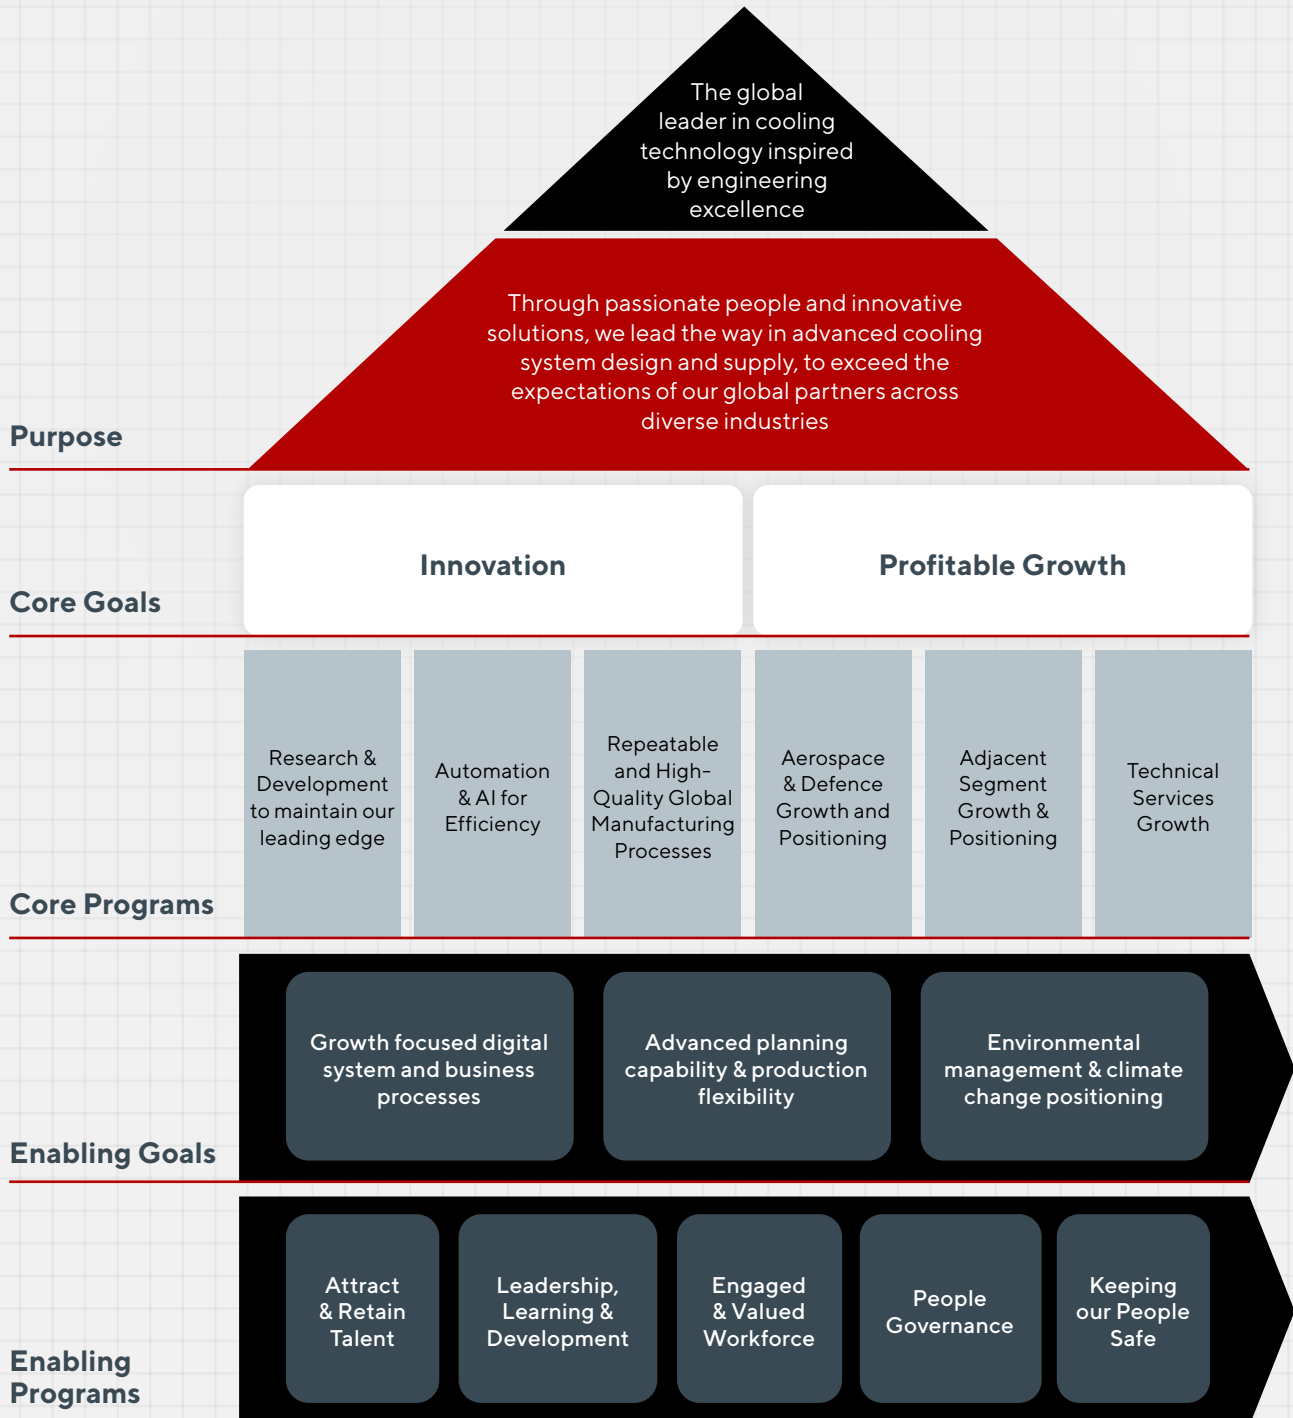 The global
leader in cooling
technology inspired
by engineering
excellence
Through passionate people and innovative
solutions, we lead the way in advanced cooling
system design and supply, to exceed the
expectations of our global partners across
diverse industries
Purpose
Innovation
Profitable Growth
Core Goals
Research &
Development
to maintain our
leading edge
Automation
& AI for
Efficiency
Repeatable
and High-
Quality Global
Manufacturing
Processes
Aerospace
& Defence
Growth and
Positioning
Adjacent
Segment
Growth &
Positioning
Technical
Services
Growth
Core Programs
Growth focused digital
system and business
processes
Advanced planning
capability & production
flexibility
Environmental
management & climate
change positioning
Enabling Goals
Attract
& Retain
Talent
Leadership,
Learning &
Development
Engaged
& Valued
Workforce
People
Governance
Keeping
our People
Safe
Enabling
Programs